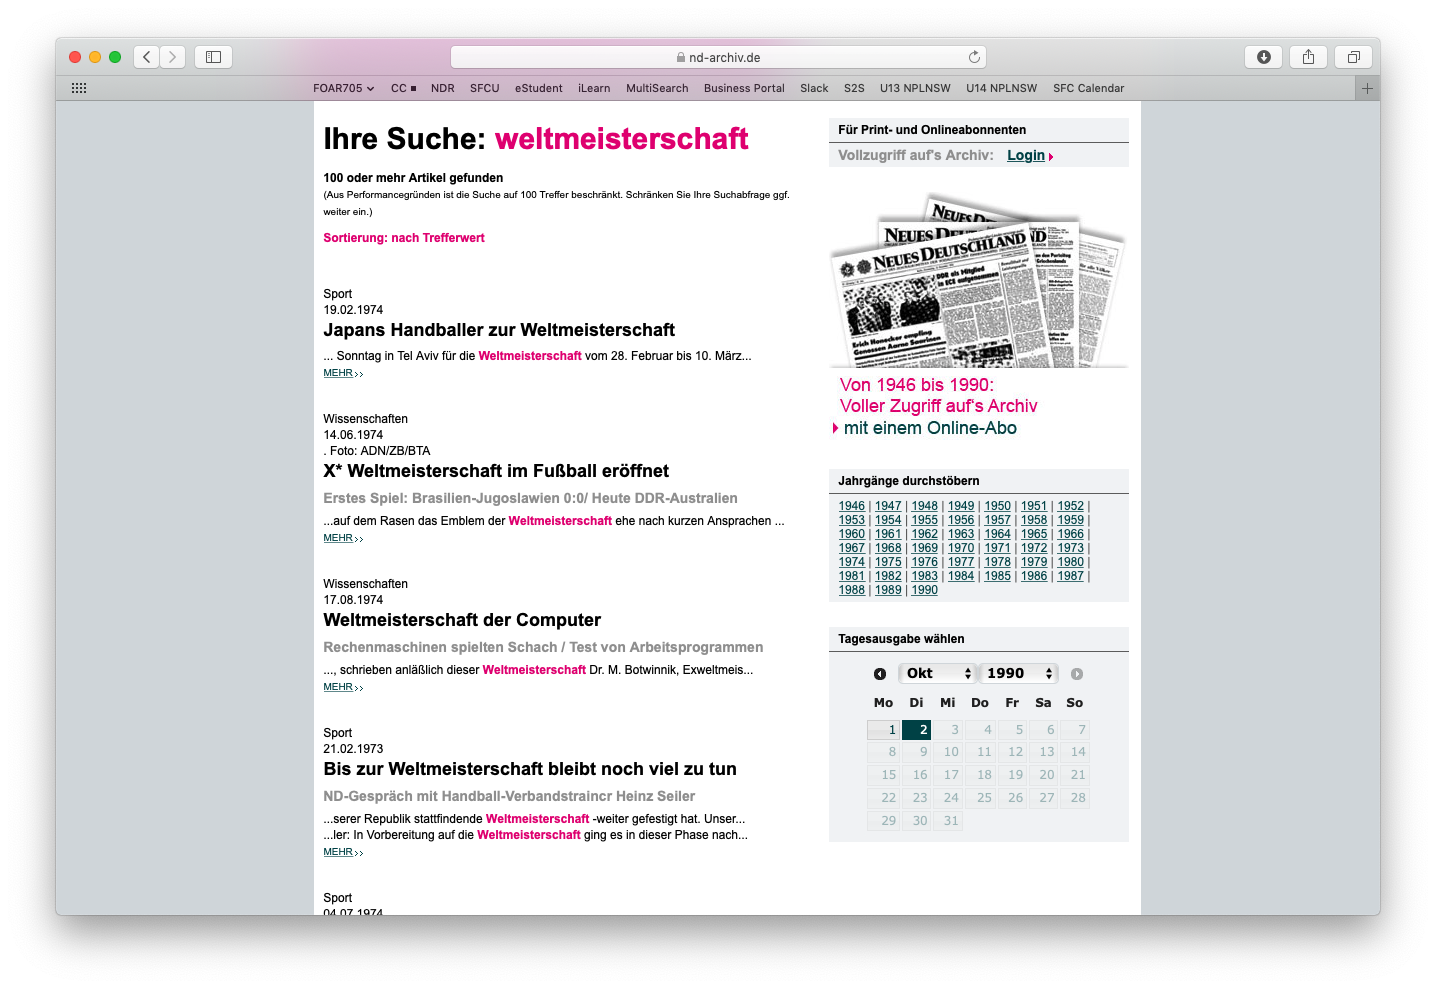 nd-archiv.de
FOAR705 CC NDR SFCU eStudent iLearn MultiSearch Business Portal Slack S2S U13 NPLNSW U14 NPLNSW SFC Calendar
Ihre Suche: weltmeisterschaft
100 oder mehr Artikel gefunden
(Aus Performancegründen ist die Suche auf 100 Treffer beschränkt. Schränken Sie Ihre Suchabfrage ggf.
weiter ein.)
Sortierung: nach Trefferwert
Sport
19.02.1974
Japans Handballer zur Weltmeisterschaft
... Sonntag in Tel Aviv für die Weltmeisterschaft vom 28. Februar bis 10. März...
MEHR
Wissenschaften
14.06.1974
. Foto: ADN/ZB/BTA
X* Weltmeisterschaft im Fußball eröffnet
Erstes Spiel: Brasilien-Jugoslawien 0:0/ Heute DDR-Australien
...auf dem Rasen das Emblem der Weltmeisterschaft ehe nach kurzen Ansprachen ...
MEHR
Wissenschaften
17.08.1974
Weltmeisterschaft der Computer
Rechenmaschinen spielten Schach / Test von Arbeitsprogrammen
..., schrieben anläßlich dieser Weltmeisterschaft Dr. M. Botwinnik, Exweltmeis...
MEHR
Sport
21.02.1973
Bis zur Weltmeisterschaft bleibt noch viel zu tun
ND-Gespräch mit Handball-Verbandstraincr Heinz Seiler
...serer Republik stattfindende Weltmeisterschaft -weiter gefestigt hat. Unser...
...ler: In Vorbereitung auf die Weltmeisterschaft ging es in dieser Phase nach...
MEHR
Sport
04.07.1974
Für Print- und Onlineabonnenten
Vollzugriff auf's Archiv: Login
NEUES DEUTSCHLAND
DDR als Mitglied
in ECE aufgenommen
Erich Honecker empfing
Genossen Aarne Saarinen
Von 1946 bis 1990:
Voller Zugriff auf's Archiv
mit einem Online-Abo
Jahrgänge durchstöbern
1946 | 1947 | 1948 | 1949 | 1950 | 1951 | 1952 |
1953 | 1954 | 1955 | 1956 | 1957 | 1958 | 1959 |
1960 | 1961 | 1962 | 1963 | 1964 | 1965 | 1966 |
1967 | 1968 | 1969 | 1970 | 1971 | 1972 | 1973 |
1974 | 1975 | 1976 | 1977 | 1978 | 1979 | 1980 |
1981 | 1982 | 1983 | 1984 | 1985 | 1986 | 1987 |
1988 | 1989 | 1990
Tagesausgabe wählen
Okt 1990
Mo Di Mi Do Fr Sa So
1 2 3 4 5 6 7
8 9 10 11 12 13 14
15 16 17 18 19 20 21
22 23 24 25 26 27 28
29 30 31